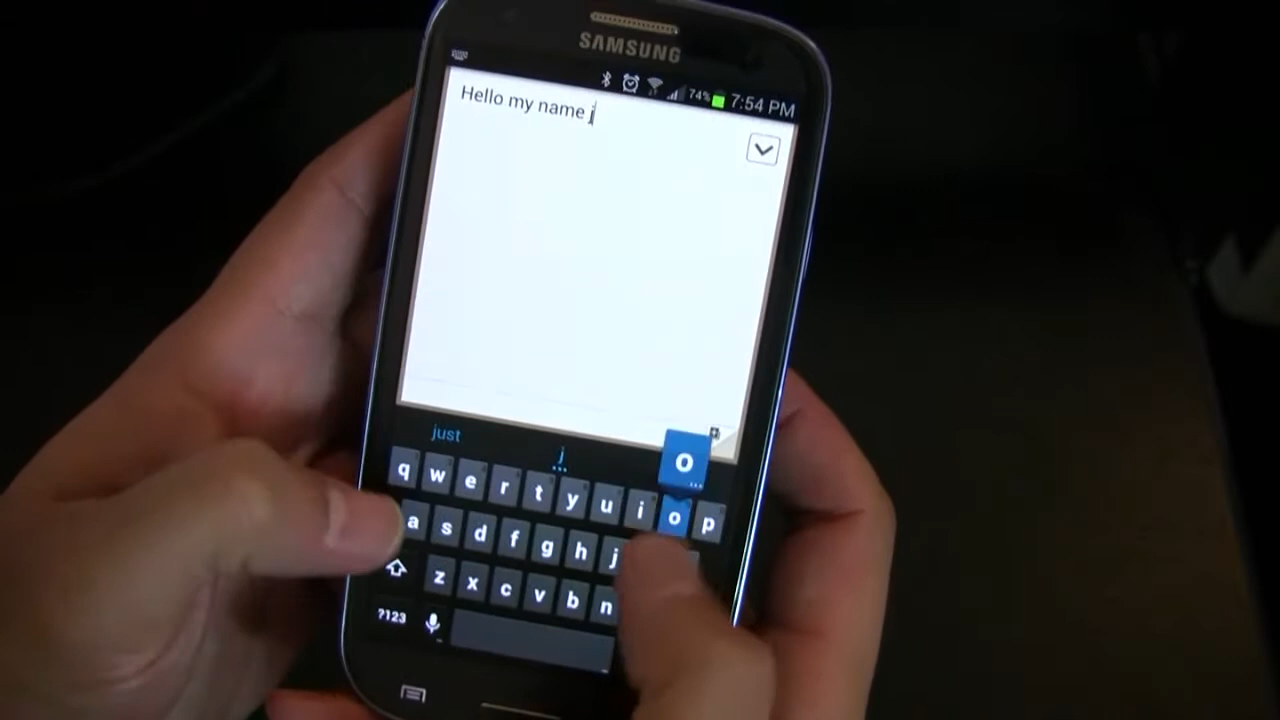 SAMSUNG
74% 7:54 PM
Hello my name j
just j
o
q w e r t y u i o p
a s d f g h j
z x c v b n
?123